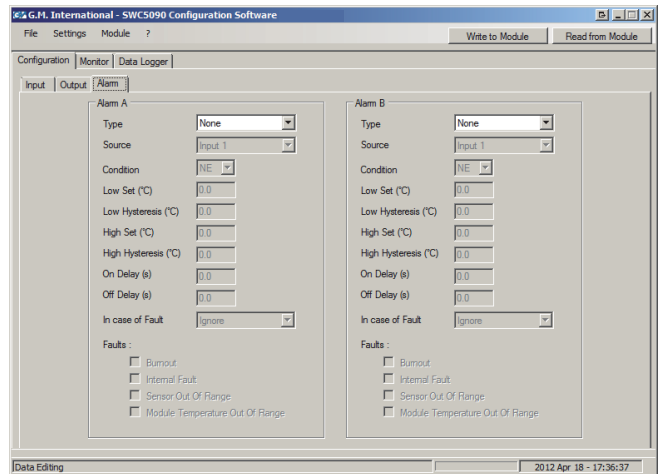 G.M. International - SWC5090 Configuration Software
File Settings Module ? Write to Module Read from Module
Configuration Monitor Data Logger
Input Output Alarm
Alarm A
Type None
Source Input 1
Condition NE
Low Set (°C) 0.0
Low Hysteresis (°C) 0.0
High Set (°C) 0.0
High Hysteresis (°C) 0.0
On Delay (s) 0.0
Off Delay (s) 0.0
In case of Fault Ignore
Faults :
Burnout
Internal Fault
Sensor Out Of Range
Module Temperature Out Of Range
Alarm B
Type None
Source Input 1
Condition NE
Low Set (°C) 0.0
Low Hysteresis (°C) 0.0
High Set (°C) 0.0
High Hysteresis (°C) 0.0
On Delay (s) 0.0
Off Delay (s) 0.0
In case of Fault Ignore
Faults :
Burnout
Internal Fault
Sensor Out Of Range
Module Temperature Out Of Range
Data Editing 2012 Apr 18 - 17:36:37